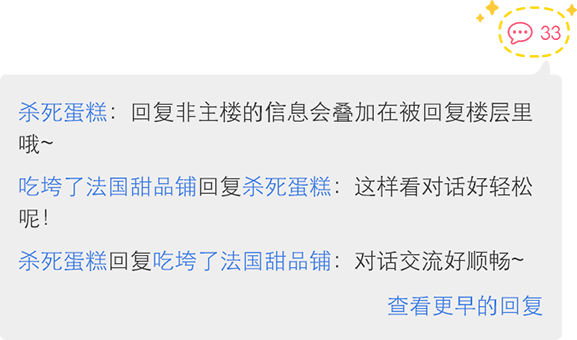 33
杀死蛋糕：回复非主楼的信息会叠加在被回复楼层里
哦~
吃垮了法国甜品铺回复杀死蛋糕：这样看对话好轻松
呢！
杀死蛋糕回复吃垮了法国甜品铺：对话交流好顺畅~
查看更早的回复